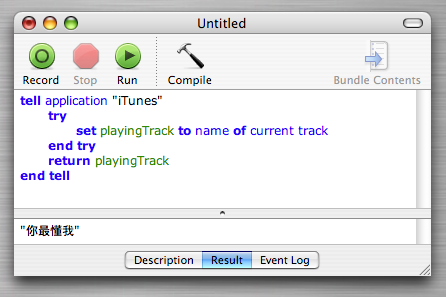 Untitled
Record Stop Run Compile Bundle Contents
tell application "iTunes"
try
set playingTrack to name of current track
end try
return playingTrack
end tell
"你最懂我"
Description Result Event Log